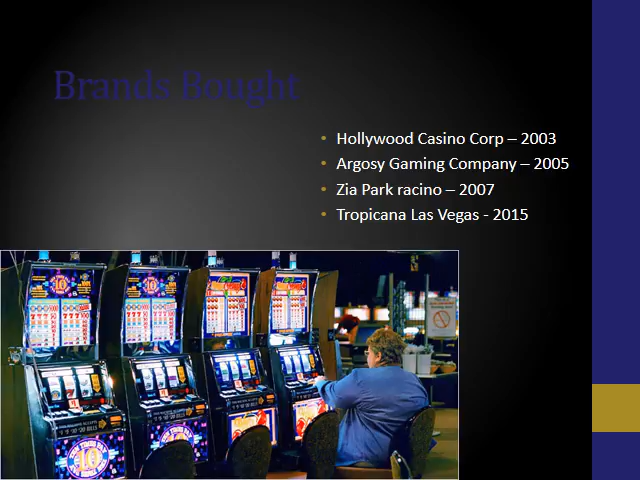 Brands Bought
• Hollywood Casino Corp – 2003
• Argosy Gaming Company – 2005
• Zia Park racino – 2007
• Tropicana Las Vegas - 2015